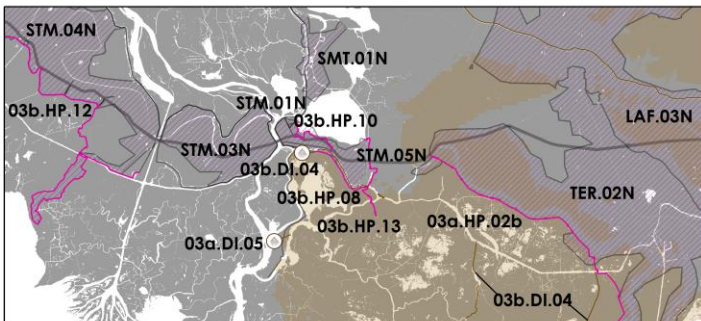 STM.04N
SMT.01N
STM.01N
LAF.03N
03b.HP.12
03b.HP.10
STM.03N
STM.05N
03b.DI.04
TER.02N
03b.HP.08
03b.HP.13
03a.HP.02b
03a.DI.05
03b.DI.04